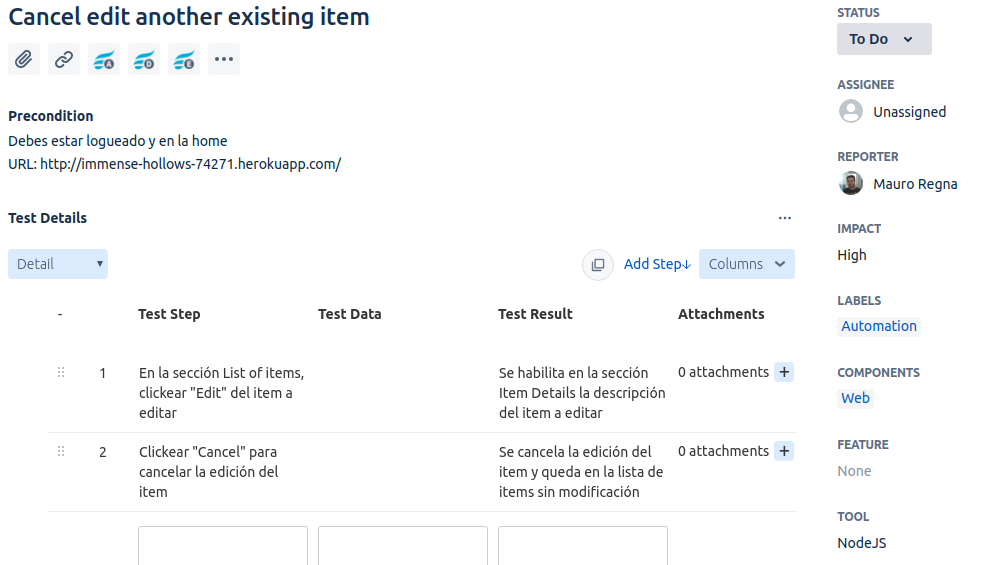 Cancel edit another existing item
A
D
E
Precondition
Debes estar logueado y en la home
URL: http://immense-hollows-74271.herokuapp.com/
Test Details
Detail
Add Step↓
Columns
-
Test Step
Test Data
Test Result
Attachments
1
En la sección List of items,
clickear "Edit" del item a
editar
Se habilita en la sección
Item Details la descripción
del item a editar
0 attachments +
2
Clickear "Cancel" para
cancelar la edición del
item
Se cancela la edición del
item y queda en la lista de
items sin modificación
0 attachments +
STATUS
To Do
ASSIGNEE
Unassigned
REPORTER
Mauro Regna
IMPACT
High
LABELS
Automation
COMPONENTS
Web
FEATURE
None
TOOL
NodeJS